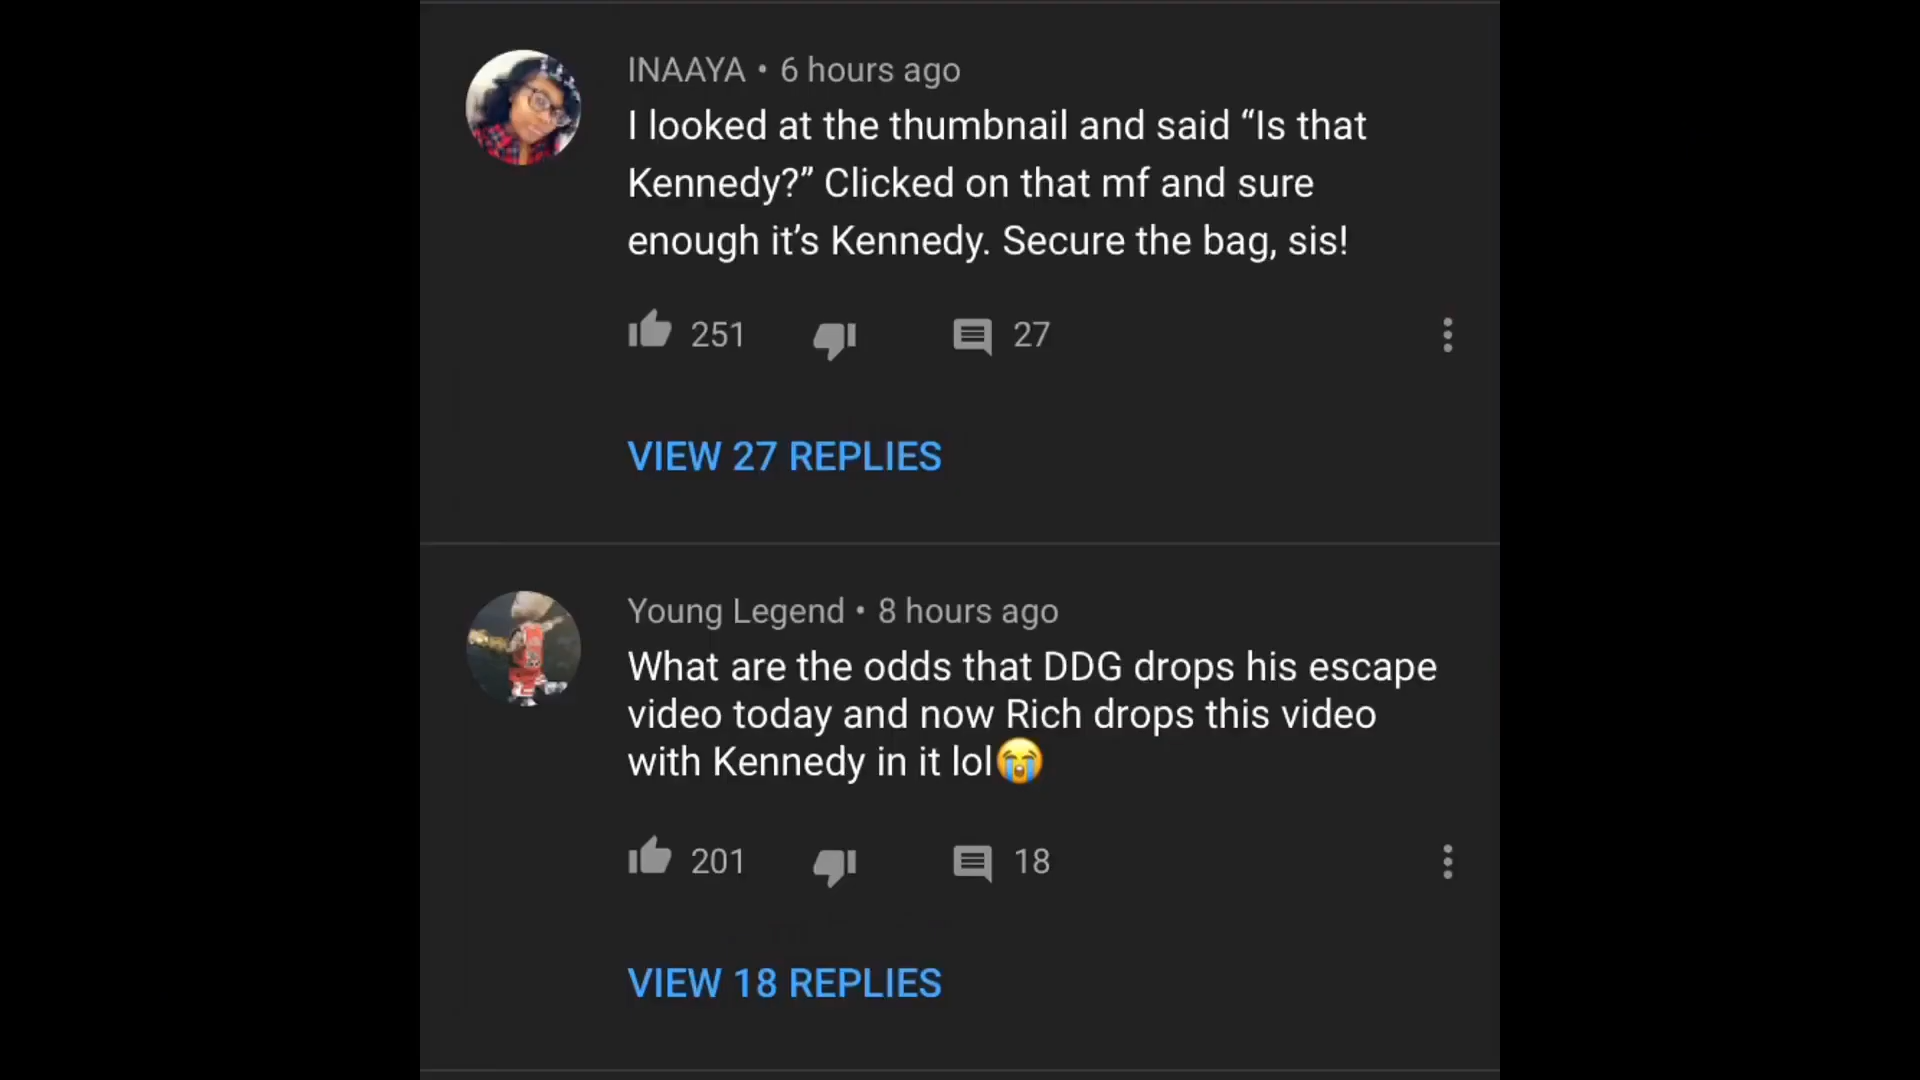 INAAYA • 6 hours ago
I looked at the thumbnail and said “Is that
Kennedy?” Clicked on that mf and sure
enough it’s Kennedy. Secure the bag, sis!
251 27
VIEW 27 REPLIES
Young Legend • 8 hours ago
What are the odds that DDG drops his escape
video today and now Rich drops this video
with Kennedy in it lol😭
201 18
VIEW 18 REPLIES